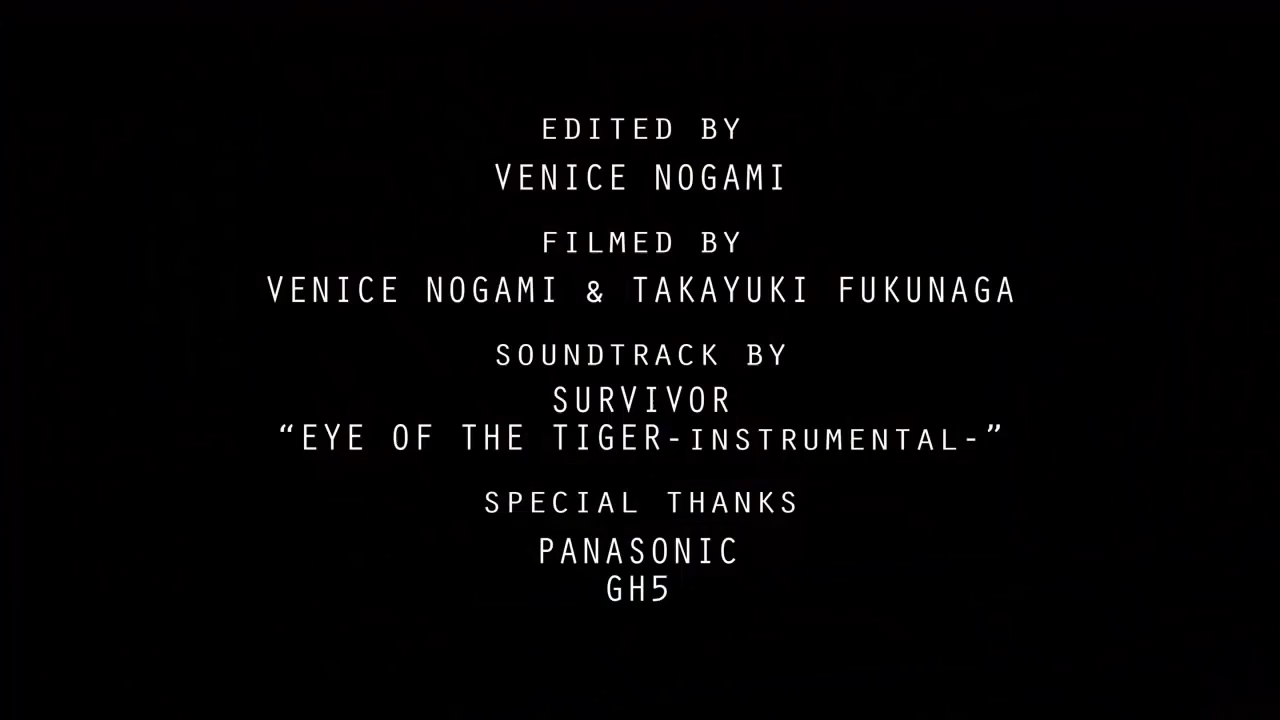 EDITED BY
VENICE NOGAMI
FILMED BY
VENICE NOGAMI & TAKAYUKI FUKUNAGA
SOUNDTRACK BY
SURVIVOR
“EYE OF THE TIGER-INSTRUMENTAL-”
SPECIAL THANKS
PANASONIC
GH5